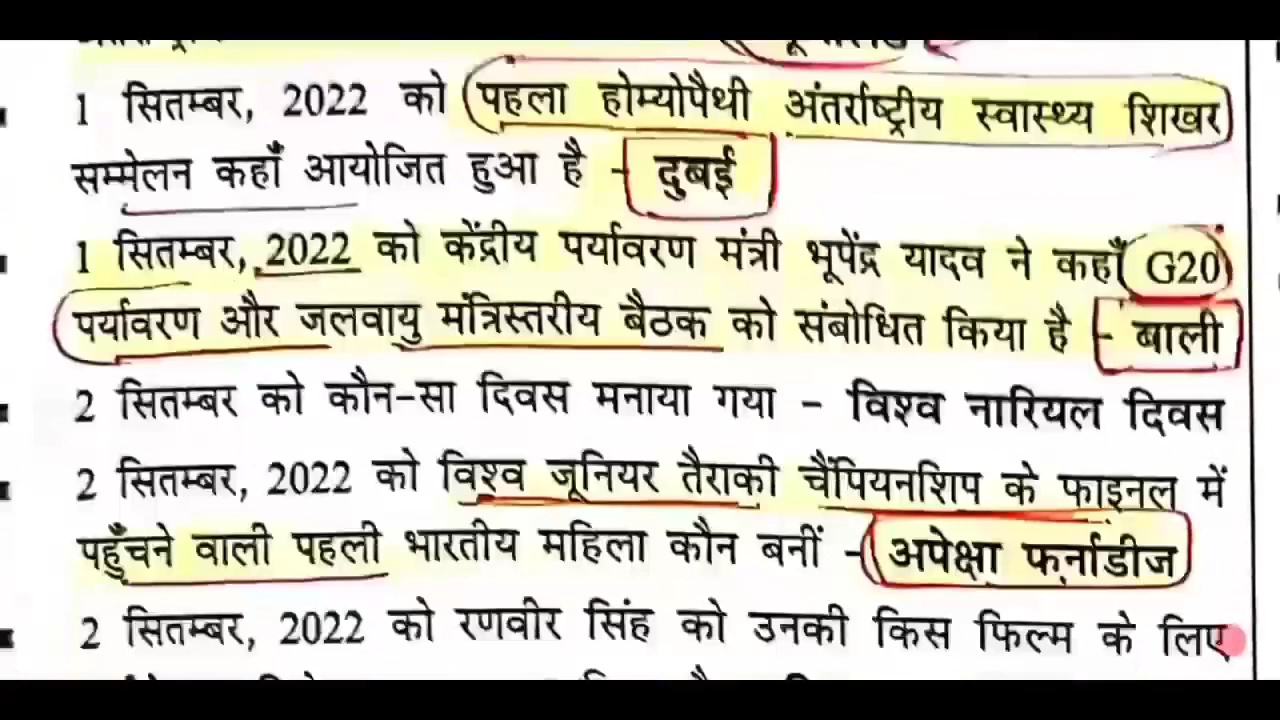 1 सितम्बर, 2022 को पहला होम्योपैथी अंतर्राष्ट्रीय स्वास्थ्य शिखर
सम्मेलन कहाँ आयोजित हुआ है - दुबई
1 सितम्बर, 2022 को केंद्रीय पर्यावरण मंत्री भूपेंद्र यादव ने कहाँ G20
पर्यावरण और जलवायु मंत्रिस्तरीय बैठक को संबोधित किया है - बाली
2 सितम्बर को कौन-सा दिवस मनाया गया - विश्व नारियल दिवस
2 सितम्बर, 2022 को विश्व जूनियर तैराकी चैंपियनशिप के फाइनल में
पहुँचने वाली पहली भारतीय महिला कौन बनीं - अपेक्षा फर्नाडीज
2 सितम्बर, 2022 को रणवीर सिंह को उनकी किस फिल्म के लिए